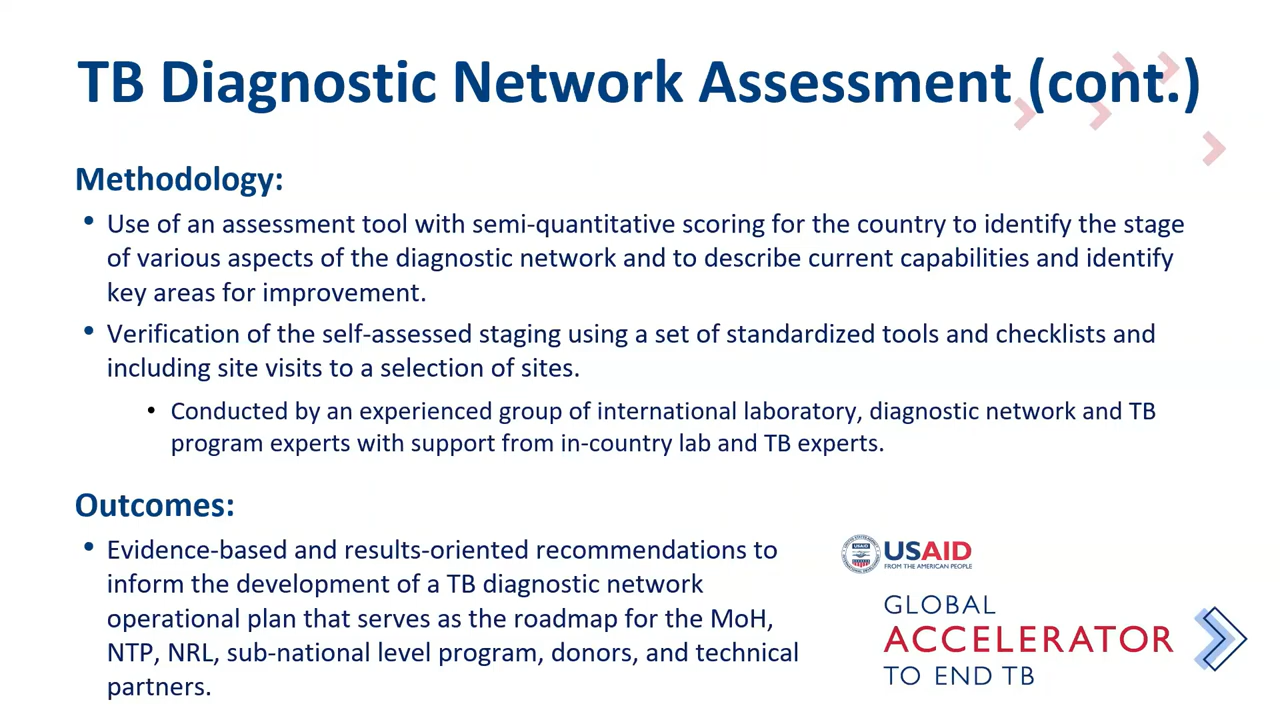 TB Diagnostic Network Assessment (cont.)
Methodology:
• Use of an assessment tool with semi-quantitative scoring for the country to identify the stage
of various aspects of the diagnostic network and to describe current capabilities and identify
key areas for improvement.
• Verification of the self-assessed staging using a set of standardized tools and checklists and
including site visits to a selection of sites.
• Conducted by an experienced group of international laboratory, diagnostic network and TB
program experts with support from in-country lab and TB experts.
Outcomes:
• Evidence-based and results-oriented recommendations to
inform the development of a TB diagnostic network
operational plan that serves as the roadmap for the MoH,
NTP, NRL, sub-national level program, donors, and technical
partners.
USAID
FROM THE AMERICAN PEOPLE
GLOBAL
ACCELERATOR
TO END TB